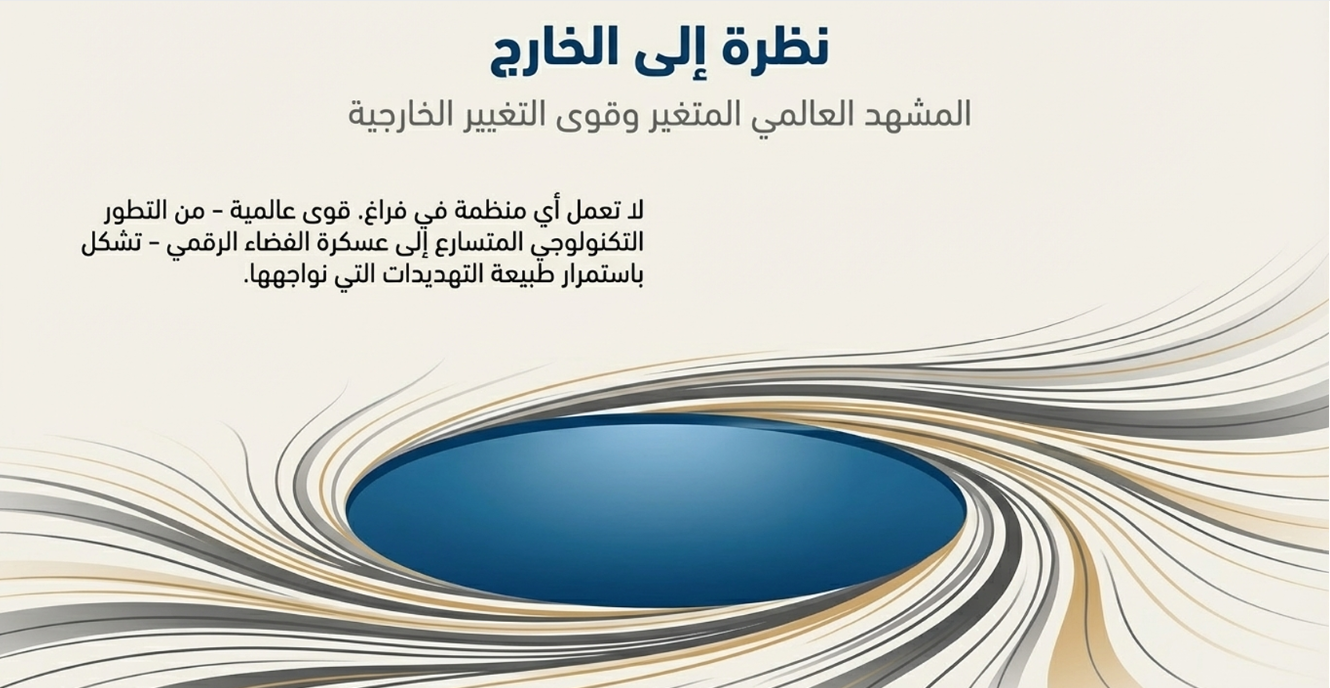 نظرة إلى الخارج
المشهد العالمي المتغير وقوى التغيير الخارجية
لا تعمل أي منظمة في فراغ. قوى عالمية – من التطور
التكنولوجي المتسارع إلى عسكرة الفضاء الرقمي – تشكل
باستمرار طبيعة التهديدات التي نواجهها.